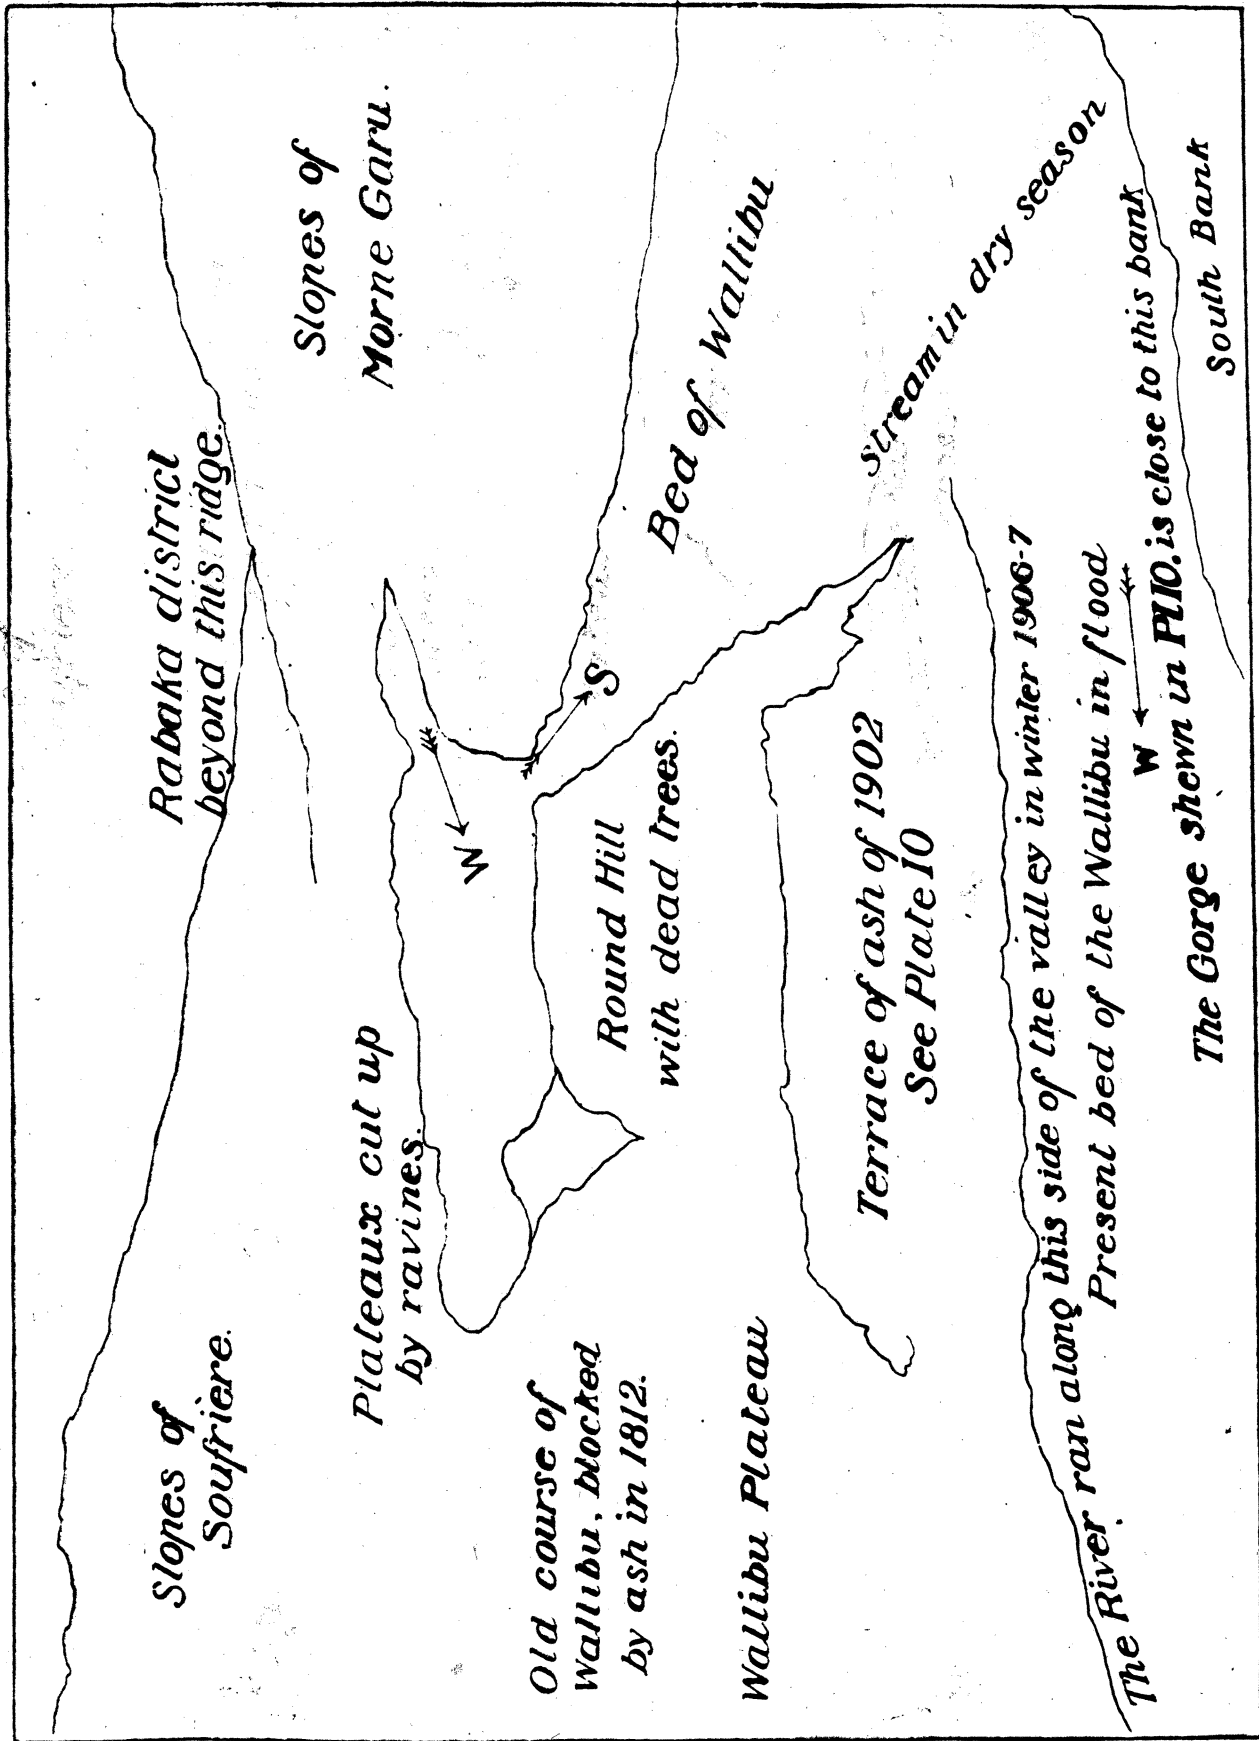 Slopes of
Soufrière.
Rabaka district
beyond this ridge.
Slopes of
Morne Garu.
Plateaux cut up
by ravines.
W
S
Old course of
Wallibu, blocked
by ash in 1812.
Round Hill
with dead trees.
Bed of Wallibu
Wallibu Plateau
Terrace of ash of 1902
See Plate 10
Stream in dry season
The River ran along this side of the valley in winter 1906-7
Present bed of the Wallibu in flood
W
The Gorge shewn in Pl 10. is close to this bank
South Bank